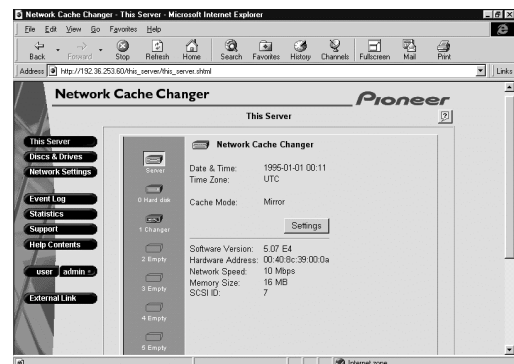 Network Cache Changer - This Server - Microsoft Internet Explorer
File Edit View Go Favorites Help
Back Forward Stop Refresh Home Search Favorites History Channels Fullscreen Mail Print
Address http://192.36.253.60/this_server/this_server.shtml Links
Network Cache Changer
Pioneer
This Server
?
This Server
Discs & Drives
Network Settings
Event Log
Statistics
Support
Help Contents
user admin
External Link
Server
0 Hard disk
1 Changer
2 Empty
3 Empty
4 Empty
5 Empty
Network Cache Changer
Date & Time: 1995-01-01 00:11
Time Zone: UTC
Cache Mode: Mirror
Settings
Software Version: 5.07 E4
Hardware Address: 00:40:8c:39:00:0a
Network Speed: 10 Mbps
Memory Size: 16 MB
SCSI ID: 7
Internet zone